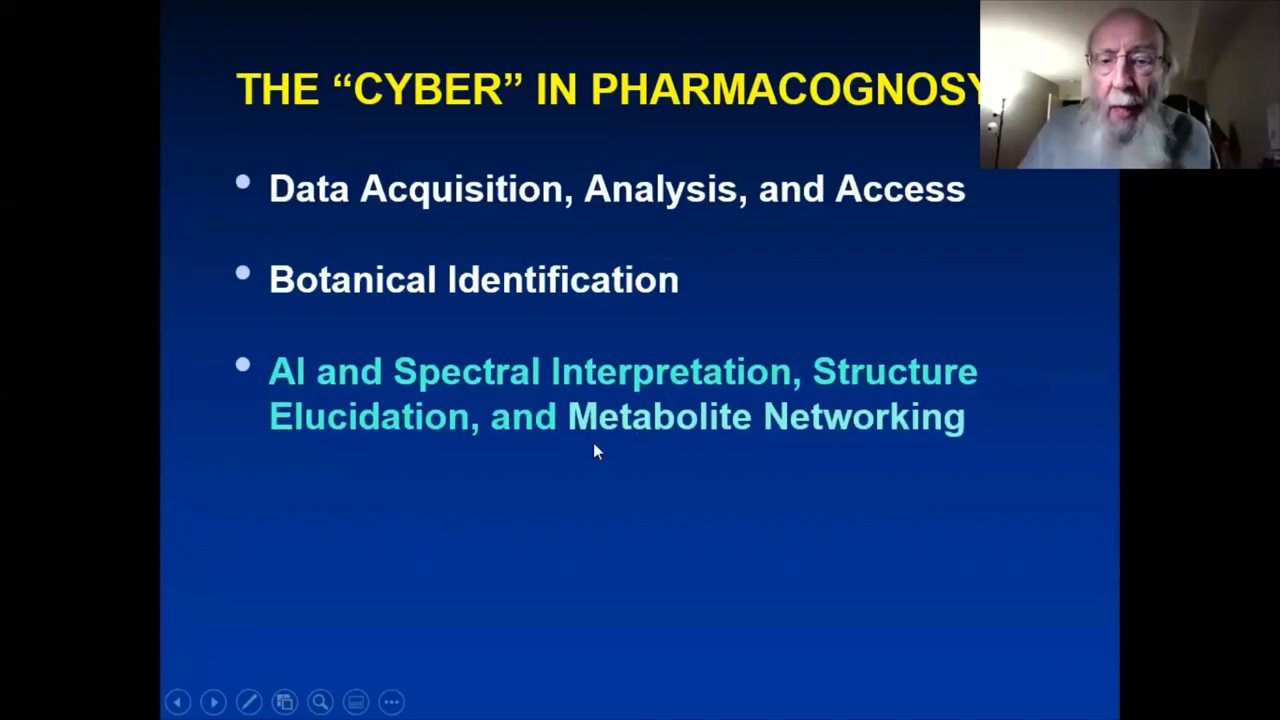 THE “CYBER” IN PHARMACOGNOSY
Data Acquisition, Analysis, and Access
Botanical Identification
AI and Spectral Interpretation, Structure
Elucidation, and Metabolite Networking